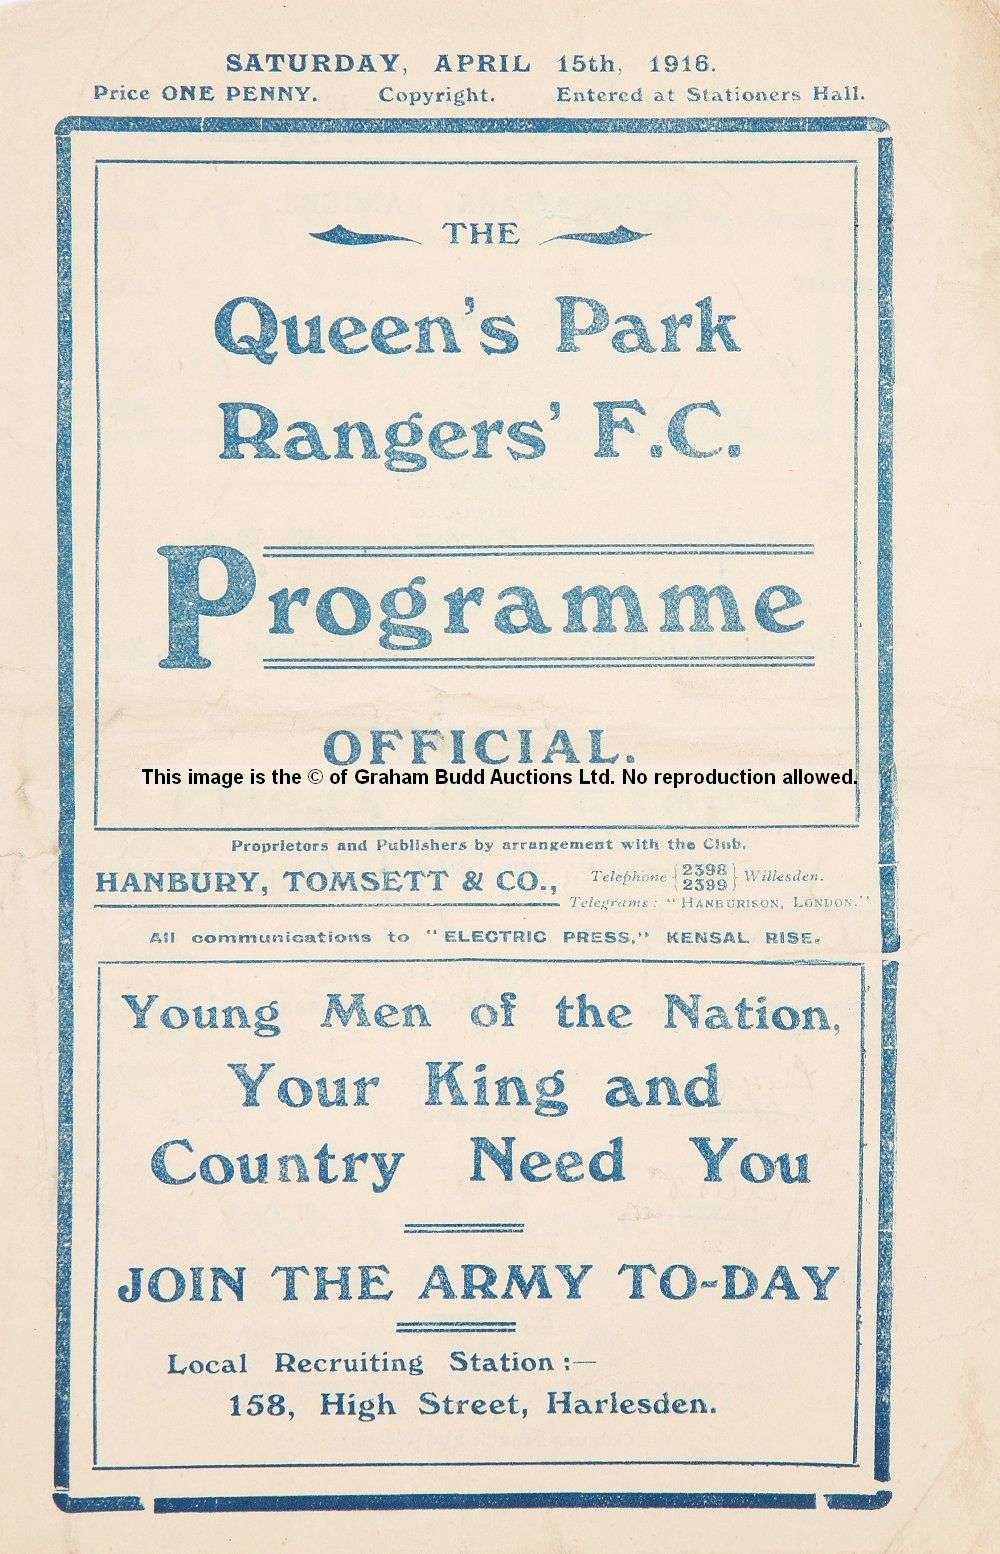 SATURDAY, APRIL 15th, 1916.
Price ONE PENNY. Copyright. Entered at Stationers Hall.
THE
Queen's Park
Rangers' F.C.
Programme
OFFICIAL.
This image is the © of Graham Budd Auctions Ltd. No reproduction allowed.
Proprietors and Publishers by arrangement with the Club.
HANBURY, TOMSETT & CO., Telephone { 2398 2399 } Willesden.
Telegrams: "HANBURISON, LONDON."
All communications to "ELECTRIC PRESS," KENSAL RISE.
Young Men of the Nation,
Your King and
Country Need You
JOIN THE ARMY TO-DAY
Local Recruiting Station :—
158, High Street, Harlesden.